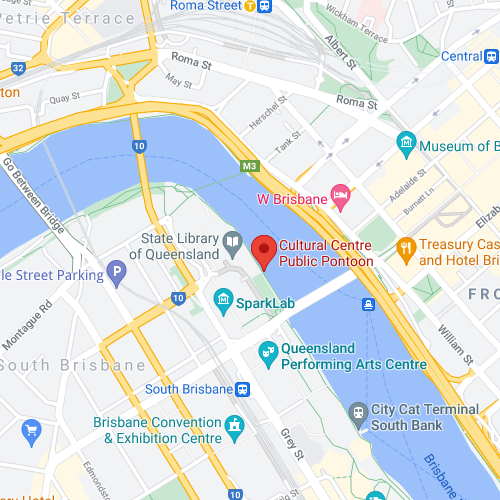 Roma Street
Petrie Terrace
Wickham Terrace
Albert St
Central
Roma St
32
May St
Quay St
Roma St
Herschel St
Tank St
10
Museum of B
M3
Adelaide St
Burnett Ln
Go Between Bridge
W Brisbane
Elizab
State Library
of Queensland
Cultural Centre
Public Pontoon
Treasury Cas
and Hotel Bri
le Street Parking
P
10
SparkLab
FRO
Montague Rd
William St
South Brisbane
Queensland
Performing Arts Centre
South Brisbane
City Cat Terminal
South Bank
Brisbane Convention
& Exhibition Centre
Grey St
Edmondstone
Brisbane
ry Hotel